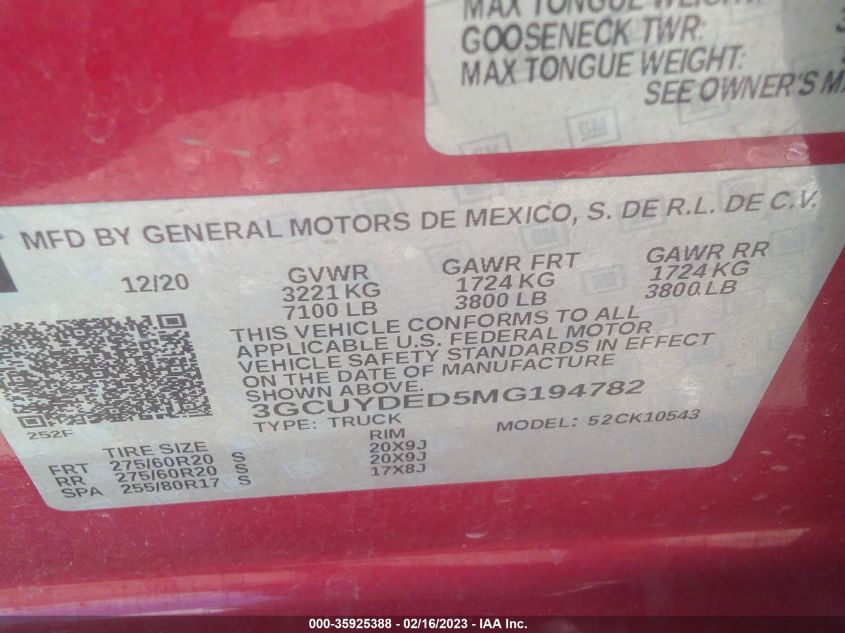 MAX TONGUE WEIGHT:
GOOSENECK TWR:
MAX TONGUE WEIGHT:
SEE OWNER'S
GM
MFD BY GENERAL MOTORS DE MEXICO, S. DE R.L. DE C.V.
12/20 GVWR GAWR FRT GAWR RR
3221 KG 1724 KG 1724 KG
7100 LB 3800 LB 3800 LB
THIS VEHICLE CONFORMS TO ALL
APPLICABLE U.S. FEDERAL MOTOR
VEHICLE SAFETY STANDARDS IN EFFECT
ON THE DATE OF MANUFACTURE
SHOWN ABOVE.
3GCUYDED5MG194782
TYPE: TRUCK MODEL: 52CK10543
252F
TIRE SIZE RIM
FRT 275/60R20 S 20X9J
RR 275/60R20 S 20X9J
SPA 255/80R17 S 17X8J
000-35925388 - 02/16/2023 - IAA Inc.